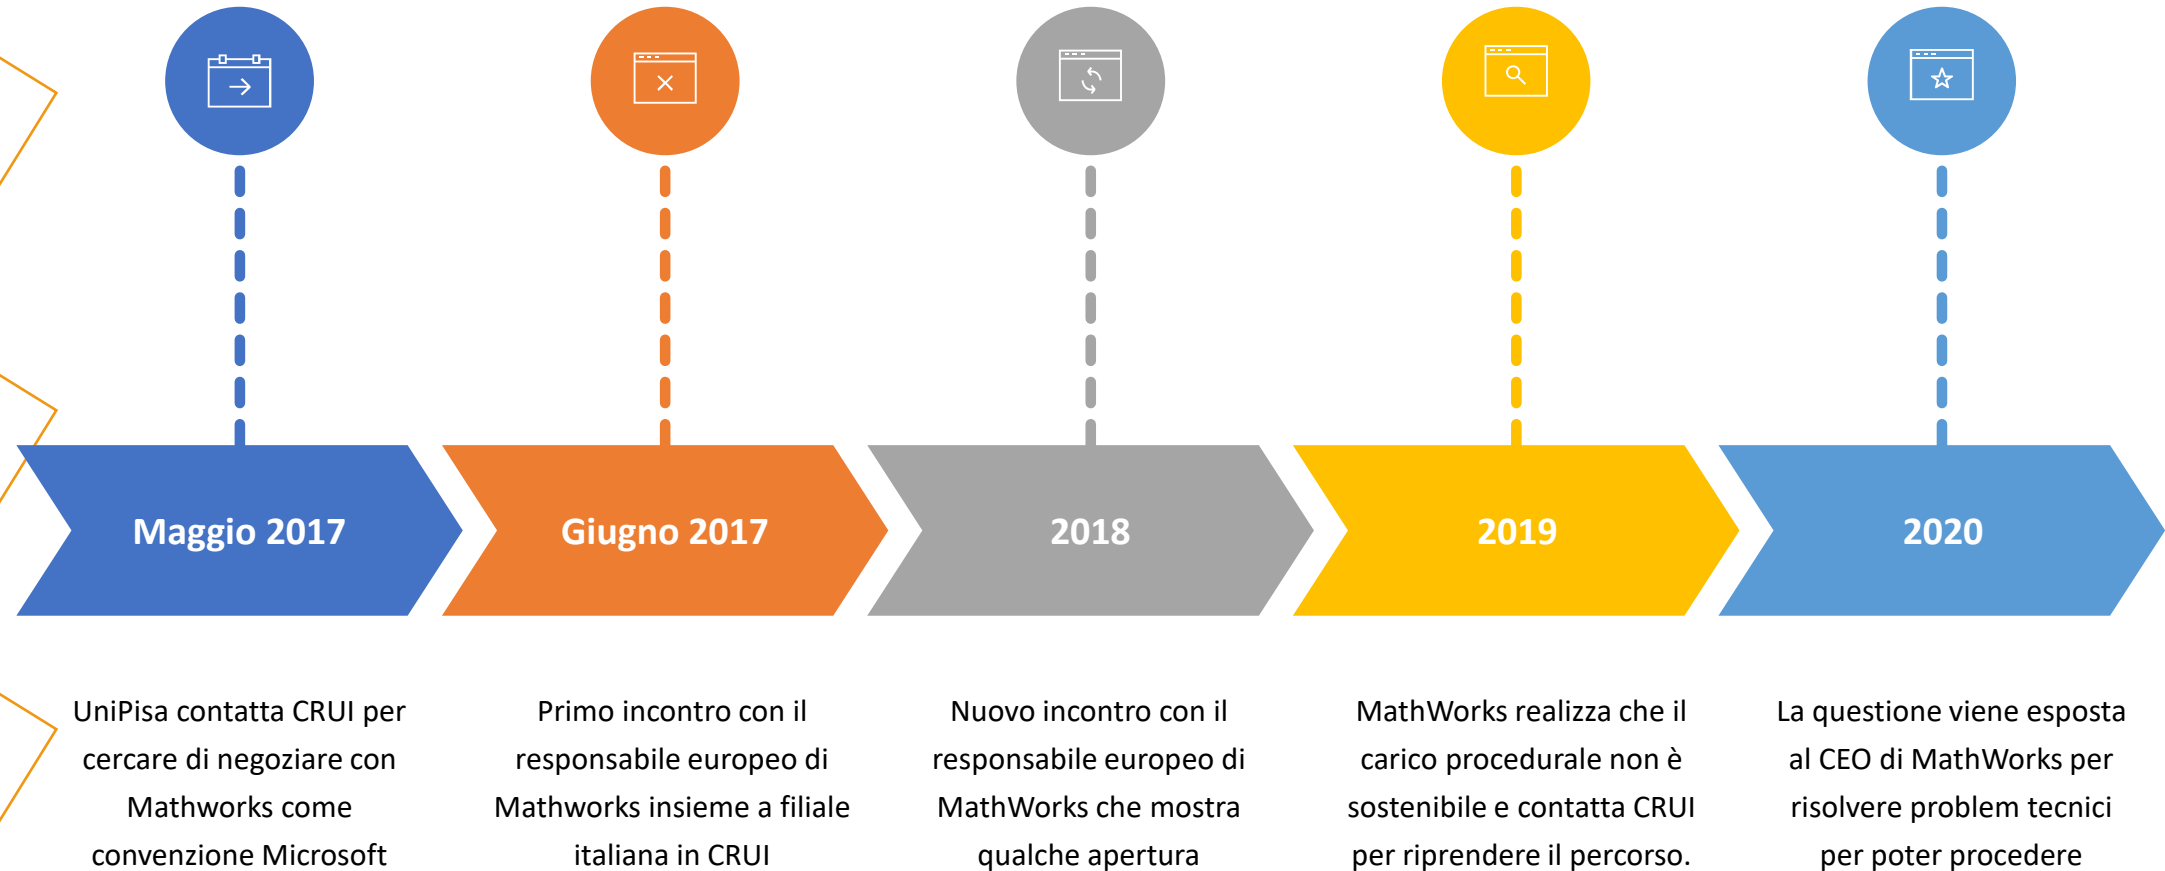 Maggio 2017
Giugno 2017
2018
2019
2020
UniPisa contatta CRUI per
cercare di negoziare con
Mathworks come
convenzione Microsoft
Primo incontro con il
responsabile europeo di
Mathworks insieme a filiale
italiana in CRUI
Nuovo incontro con il
responsabile europeo di
MathWorks che mostra
qualche apertura
MathWorks realizza che il
carico procedurale non è
sostenibile e contatta CRUI
per riprendere il percorso.
La questione viene esposta
al CEO di MathWorks per
risolvere problem tecnici
per poter procedere